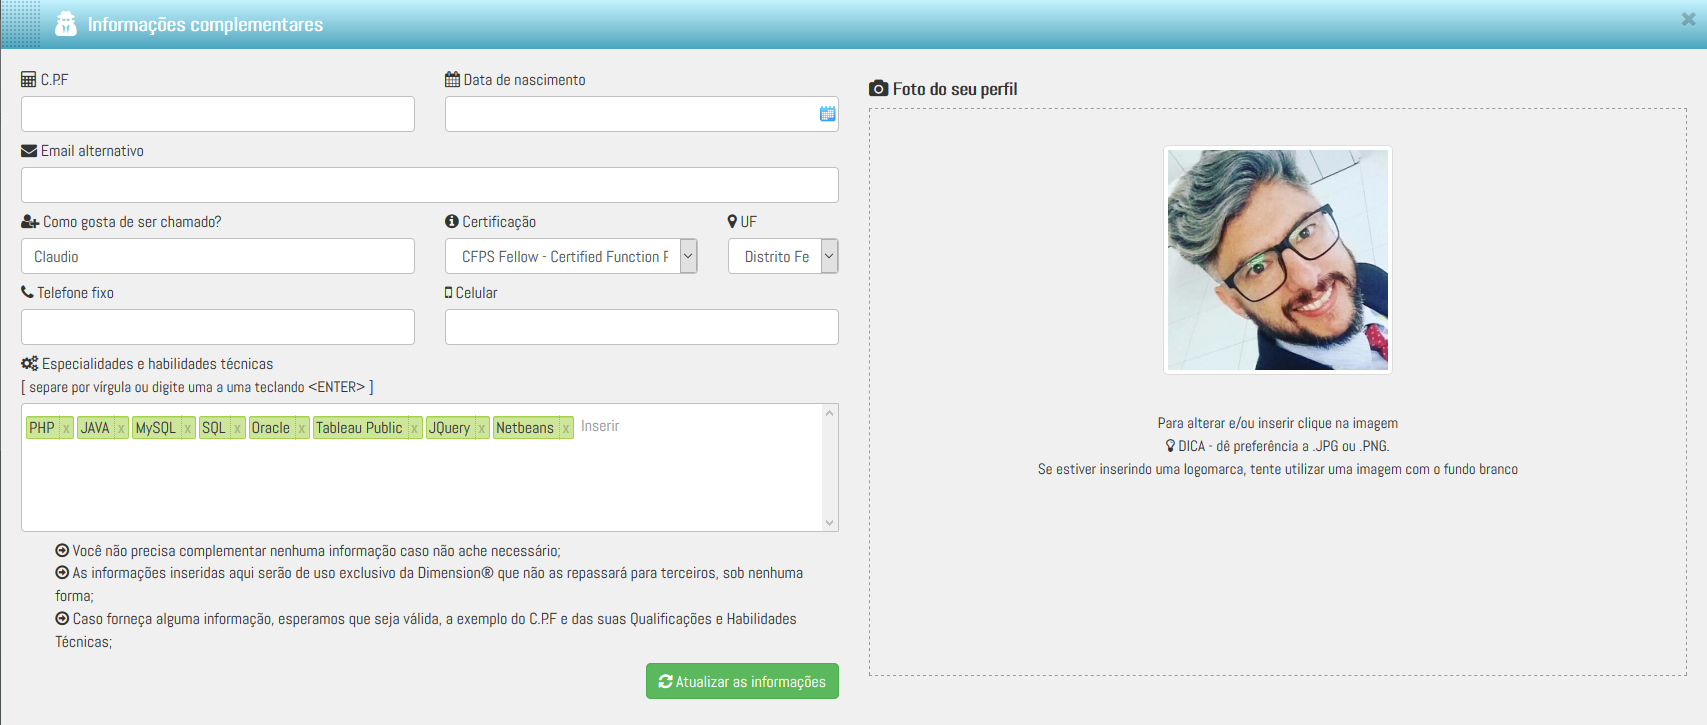 Informações complementares
C.P.F
Data de nascimento
Email alternativo
Como gosta de ser chamado?
Certificação
UF
Claudio
CFPS Fellow - Certified Function F
Distrito Fe
Telefone fixo
Celular
Especialidades e habilidades técnicas
[ separe por vírgula ou digite uma a uma teclando <ENTER> ]
PHP x JAVA x MySQL x SQL x Oracle x Tableau Public x JQuery x Netbeans x Inserir
Você não precisa complementar nenhuma informação caso não ache necessário;
As informações inseridas aqui serão de uso exclusivo da Dimension® que não as repassará para terceiros, sob nenhuma
forma;
Caso forneça alguma informação, esperamos que seja válida, a exemplo do C.P.F e das suas Qualificações e Habilidades
Técnicas;
Atualizar as informações
Foto do seu perfil
Para alterar e/ou inserir clique na imagem
DICA - dê preferência a .JPG ou .PNG.
Se estiver inserindo uma logomarca, tente utilizar uma imagem com o fundo branco